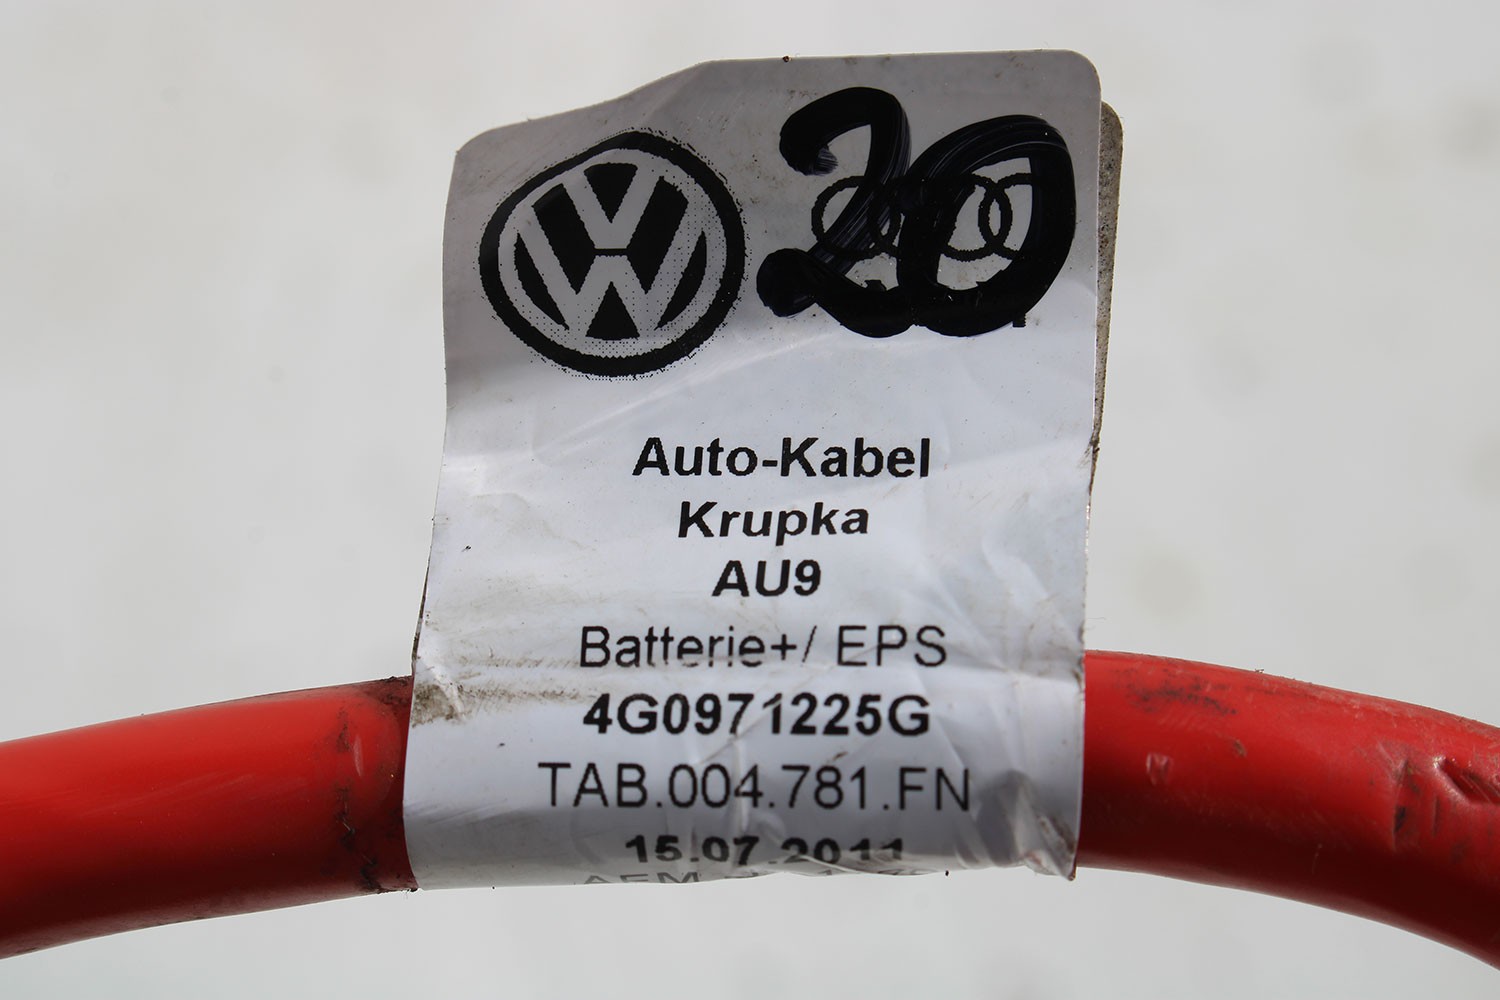 20
Auto-Kabel
Krupka
AU9
Batterie+/ EPS
4G0971225G
TAB.004.781.FN
15.07.2011